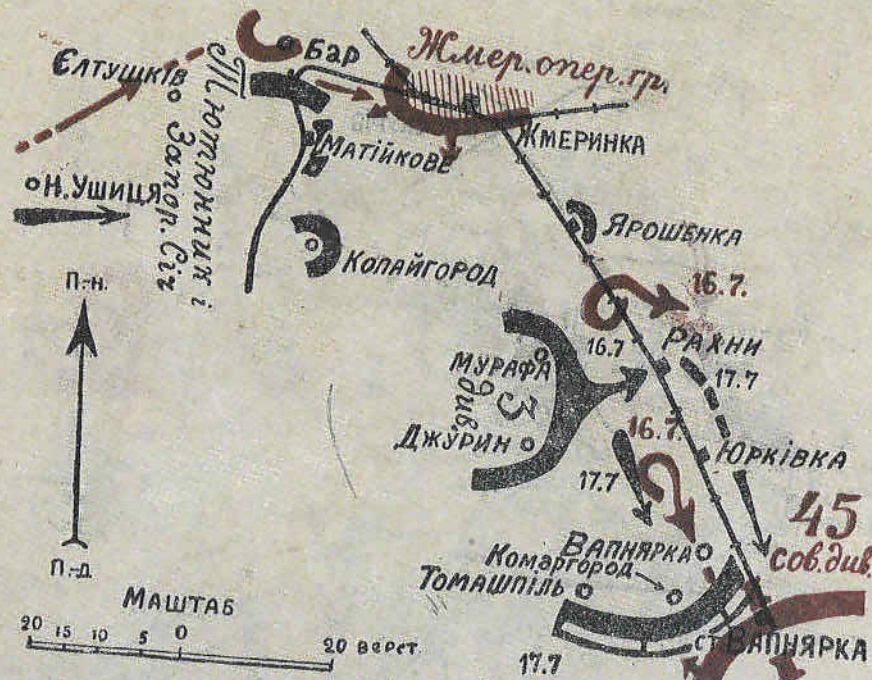 Бар
Жмер. опер. гр.
Єлтушків
Тютюнник і
Запор. Січ
Матійкове
Жмеринка
Н. Ушиця
Ярошенка
Копайгород
П.-н.
16.7.
Рахни
16.7
17.7
Мурафа
3
див.
Джурин
16.7.
Юрківка
17.7
45
сов. див.
Вапнярка
Комаргород
Томашпіль
П.-д
Маштаб
20 15 10 5 0 20 верст.
ст. Вапнярка
17.7